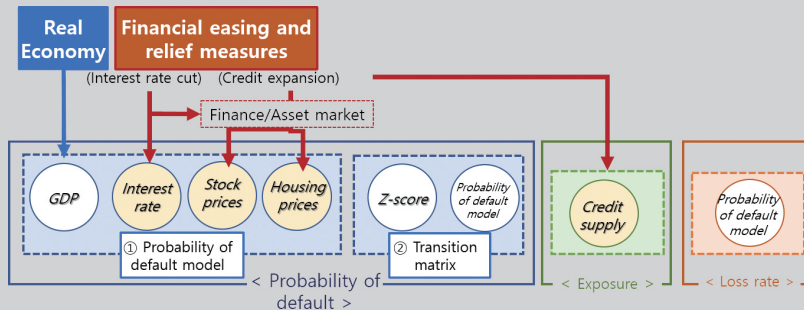 Real
Economy
Financial easing and
relief measures
(Interest rate cut)
(Credit expansion)
Finance/Asset market
GDP
Interest
rate
Stock
prices
Housing
prices
① Probability of
default model
Z-score
Probability
of default
model
② Transition
matrix
< Probability of
default >
Credit
supply
< Exposure >
Probability
of default
model
< Loss rate >